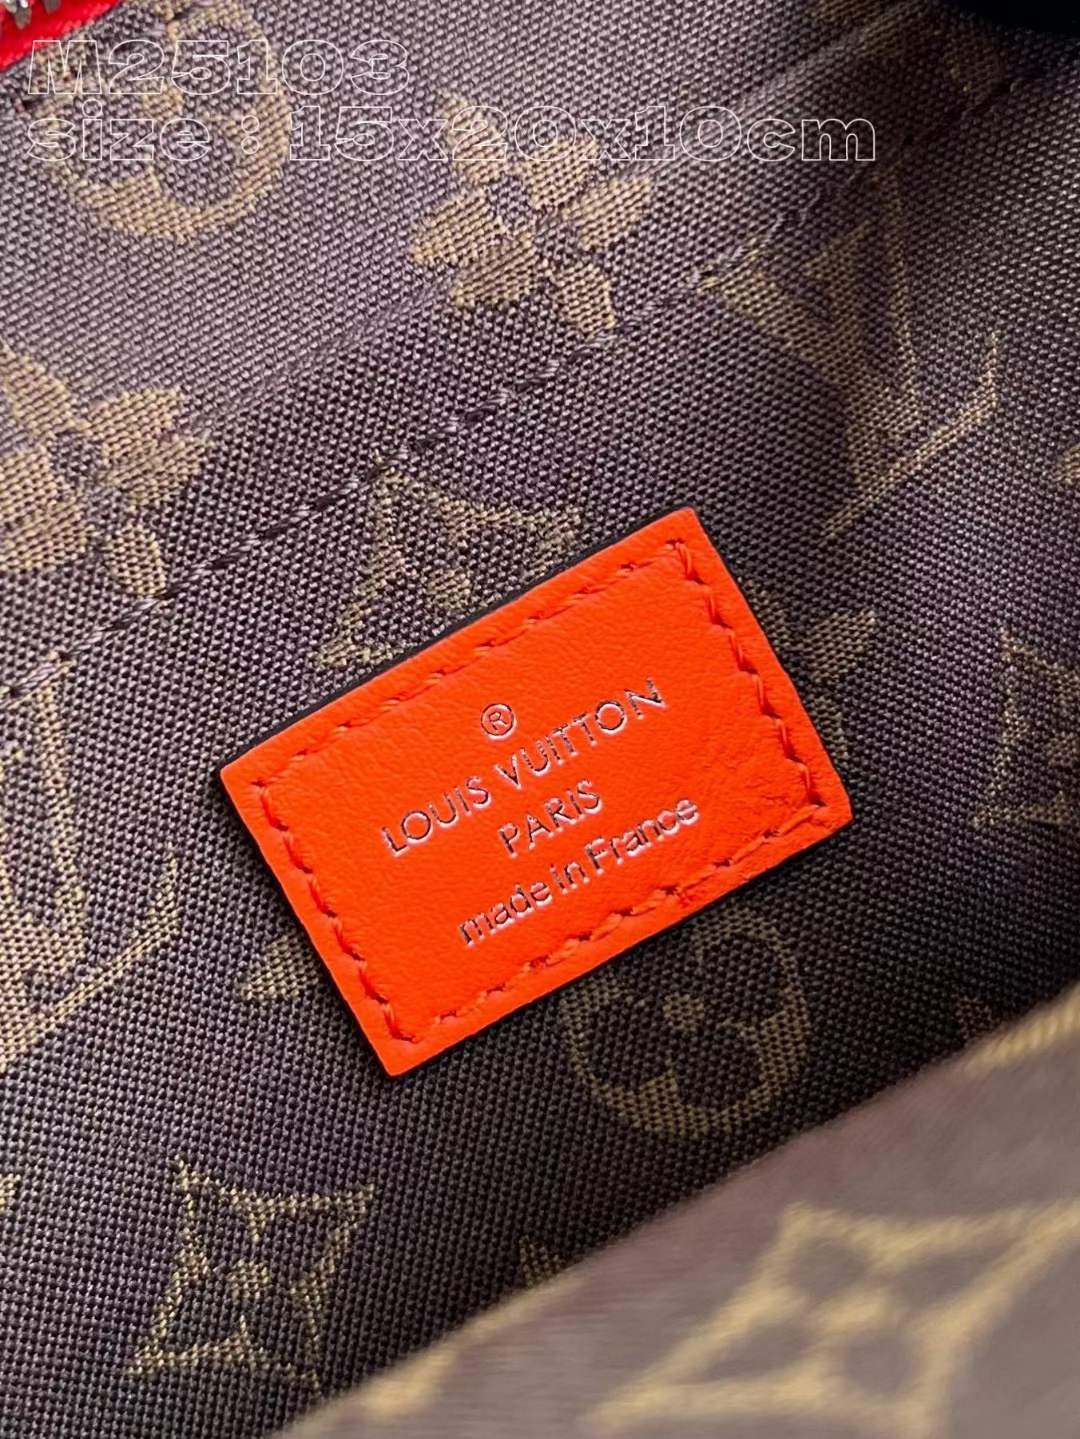 M25103
size : 15x20x10cm
®
LOUIS VUITTON
PARIS
made in France